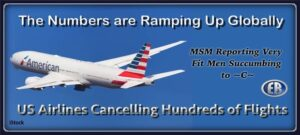 The Numbers are Ramping Up Globally
American
MSM Reporting Very
Fit Men Succumbing
to ~C~
EB
US Airlines Cancelling Hundreds of Flights
iStock